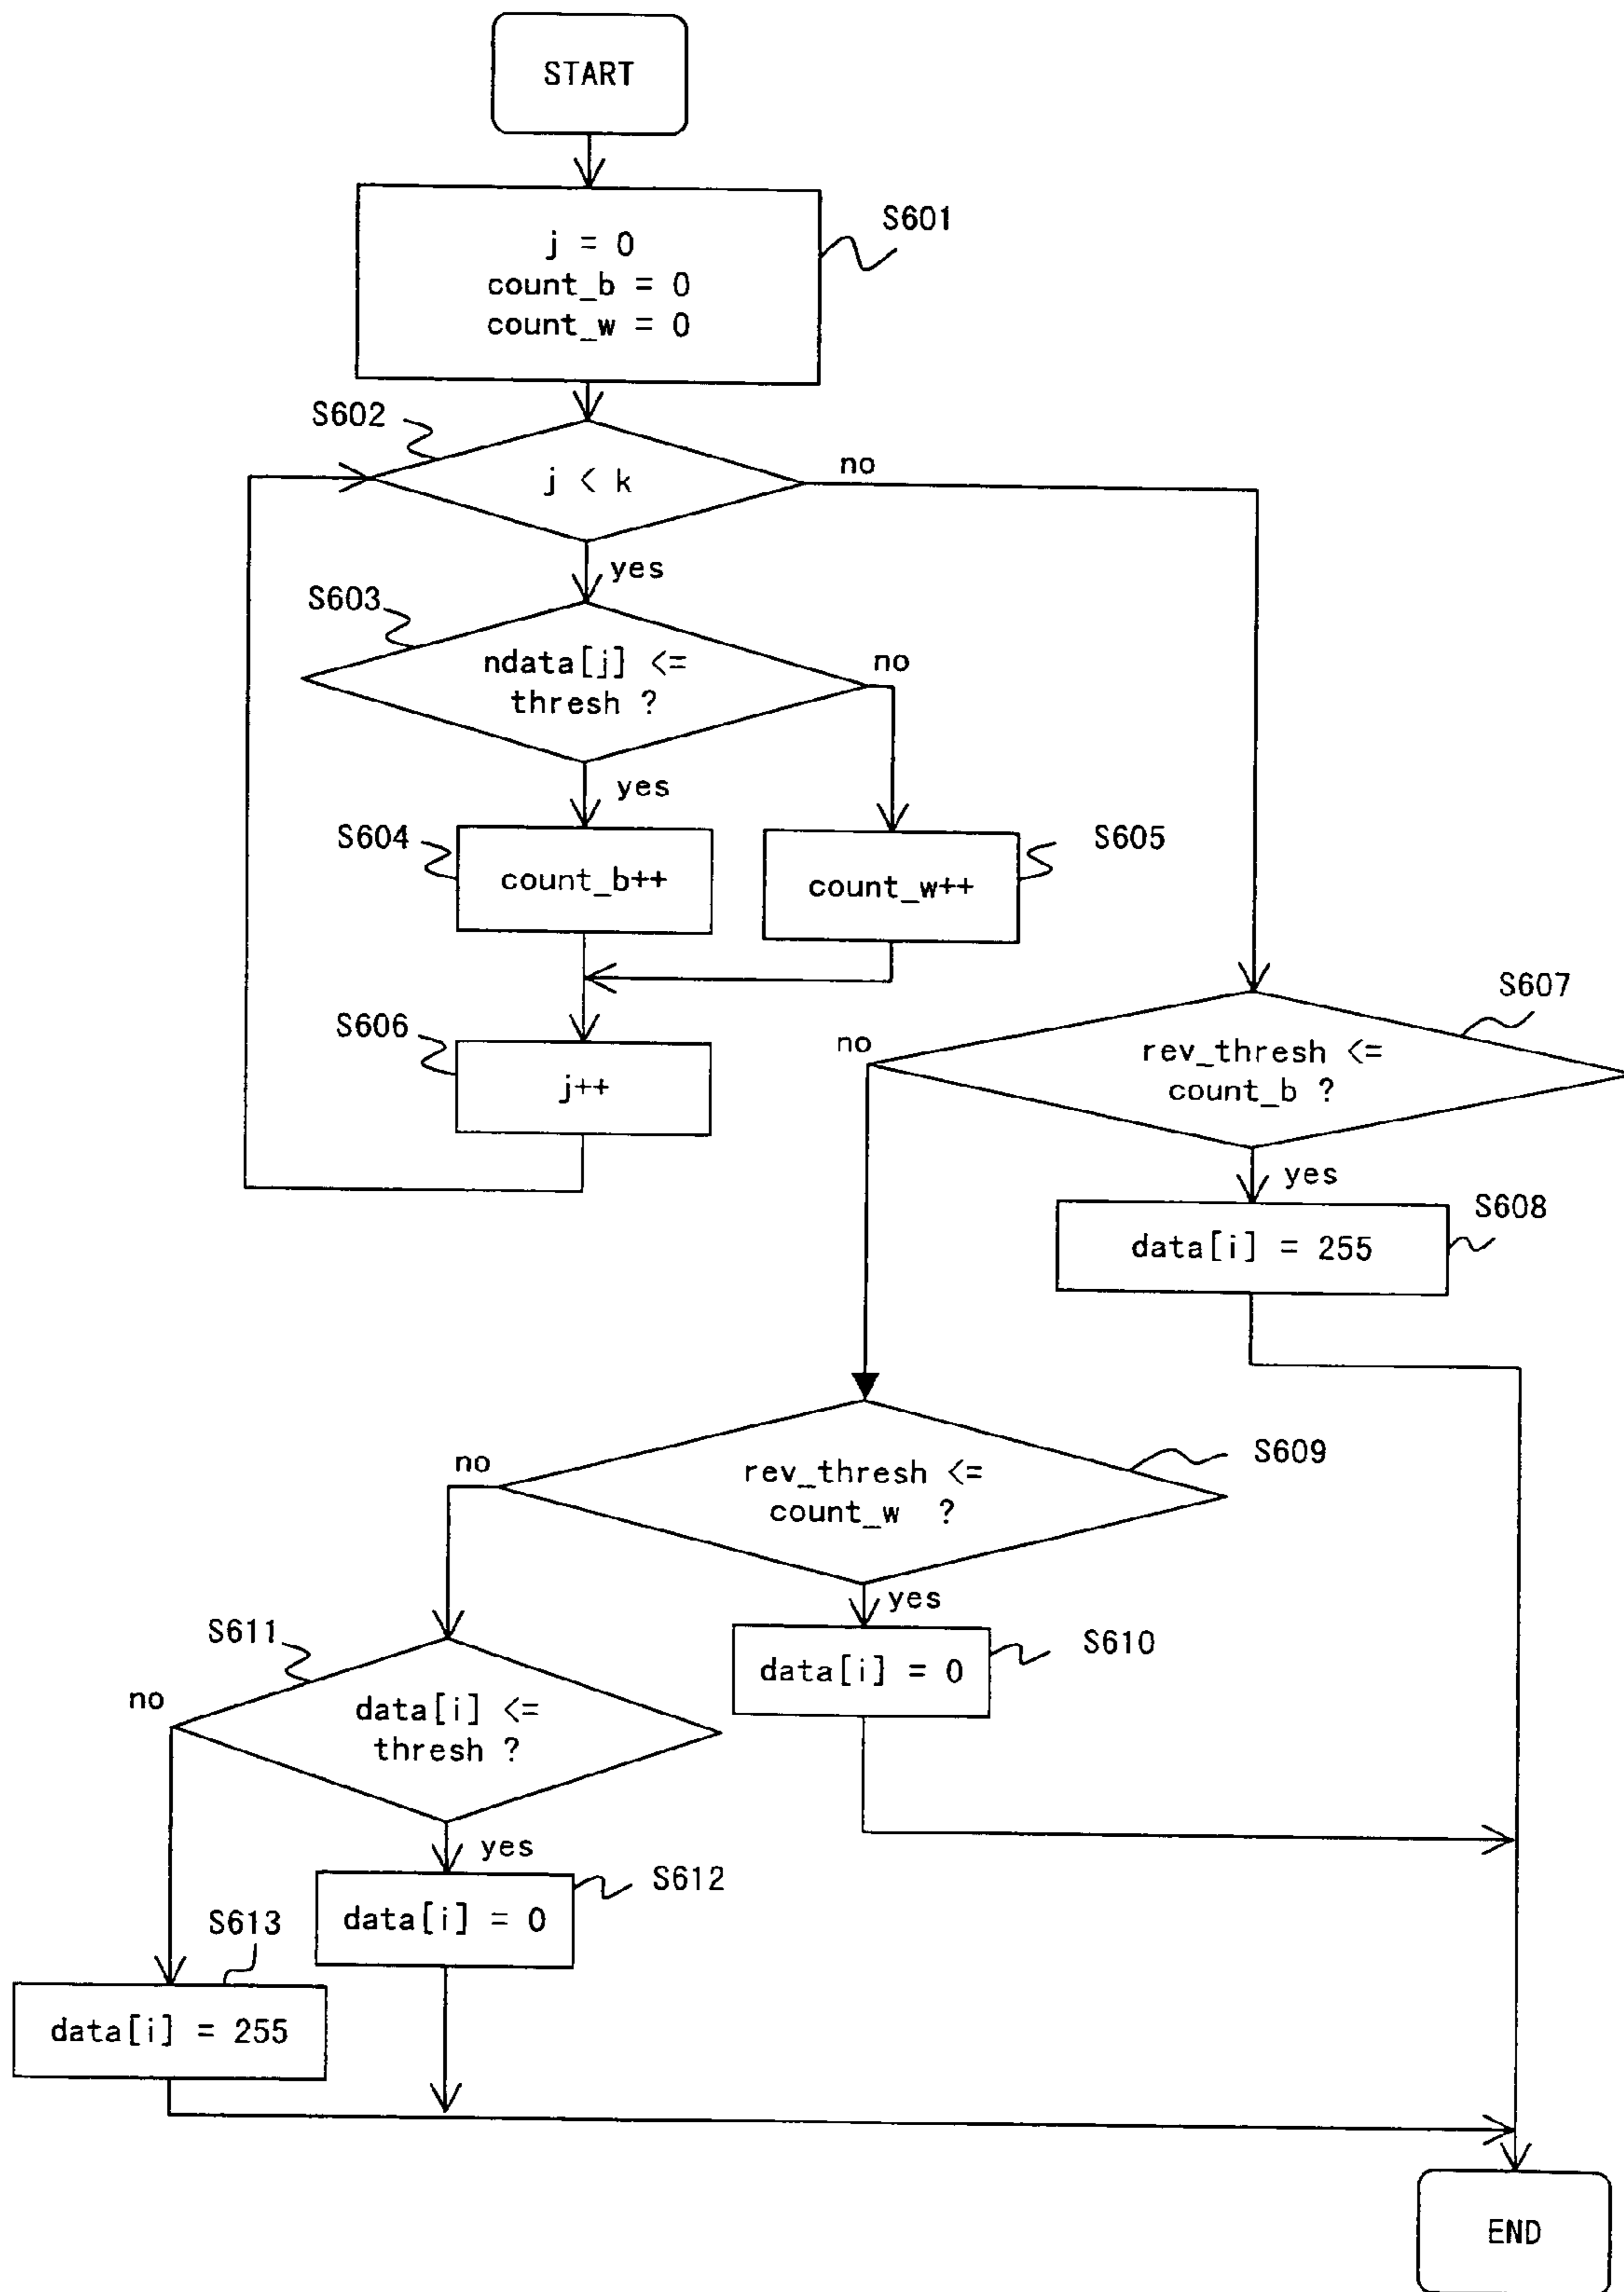 START
S601
j = 0
count_b = 0
count_w = 0
S602
j < k
no
yes
S603
ndata[j] <=
thresh ?
no
yes
S604
count_b++
S605
count_w++
S606
j++
S607
rev_thresh <=
count_b ?
no
yes
S608
data[i] = 255
S609
rev_thresh <=
count_w ?
no
yes
S610
data[i] = 0
S611
data[i] <=
thresh ?
no
yes
S612
data[i] = 0
S613
data[i] = 255
END